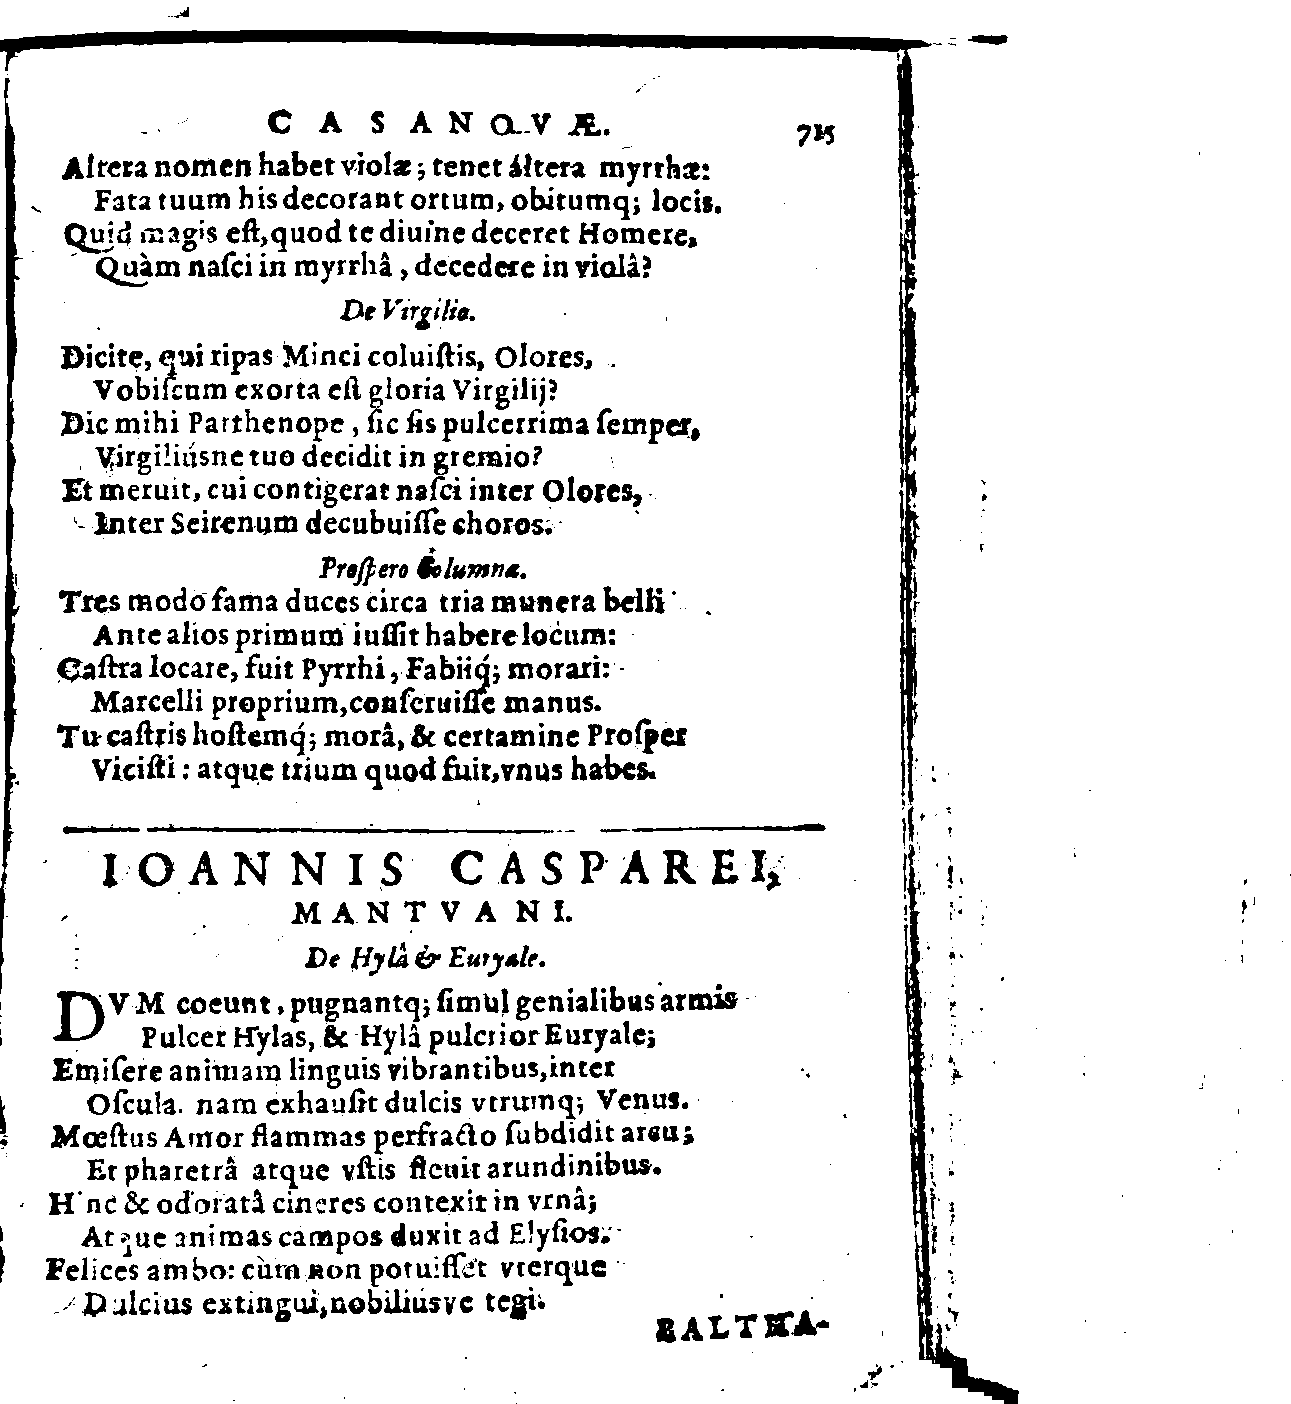 CASANQVÆ. 715
Altera nomen habet violæ; tenet áltera myrrhæ:
Fata tuum his decorant ortum, obitumq; locis.
Quid magis eſt, quod te diuine deceret Homere,
Quàm naſci in myrrhâ, decedere in violâ?
De Virgilio.
Dicite, qui ripas Minci coluiſtis, Olores,
Vobiſcum exorta eſt gloria Virgilij?
Dic mihi Parthenope, ſic ſis pulcerrima ſemper,
Virgiliúsne tuo decidit in gremio?
Et meruit, cui contigerat naſci inter Olores,
Inter Seirenum decubuiſſe choros.
Proſpero Columnæ.
Tres modo fama duces circa tria munera belli
Ante alios primum iuſſit habere locum:
Caſtra locare, fuit Pyrrhi, Fabiiq́; morari:
Marcelli proprium, conſeruiſſe manus.
Tu caſtris hoſtemq́; morâ, & certamine Proſper
Viciſti: atque trium quod fuit, vnus habes.
IOANNIS CASPAREI,
MANTVANI.
De Hylâ & Euryale.
DVM coeunt, pugnantq; ſimul genialibus armis
Pulcer Hylas, & Hylâ pulcrior Euryale;
Emiſere animam linguis vibrantibus, inter
Oſcula. nam exhauſit dulcis vtrumq; Venus.
Mœſtus Amor flammas perfracto ſubdidit arcu;
Et pharetrâ atque vſtis fleuit arundinibus.
Hinc & odoratâ cineres contexit in vrnâ;
Atque animas campos duxit ad Elyſios.
Felices ambo: cùm non potuiſſet vterque
Dulcius extingui, nobiliúsve tegi.
BALTHA-